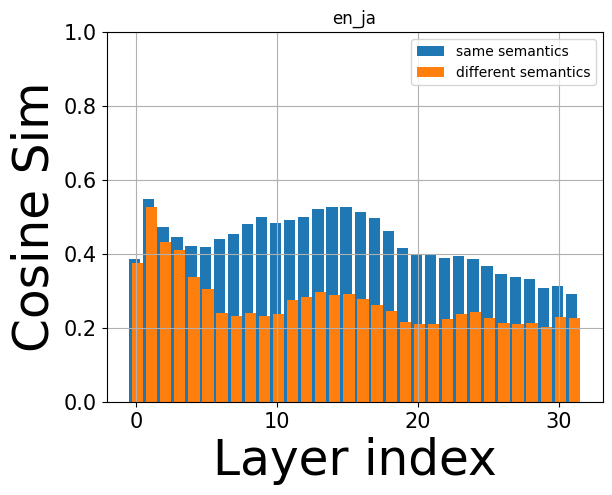 en_ja
same semantics
different semantics
Cosine Sim
1.0
0.8
0.6
0.4
0.2
0.0
0 10 20 30
Layer index